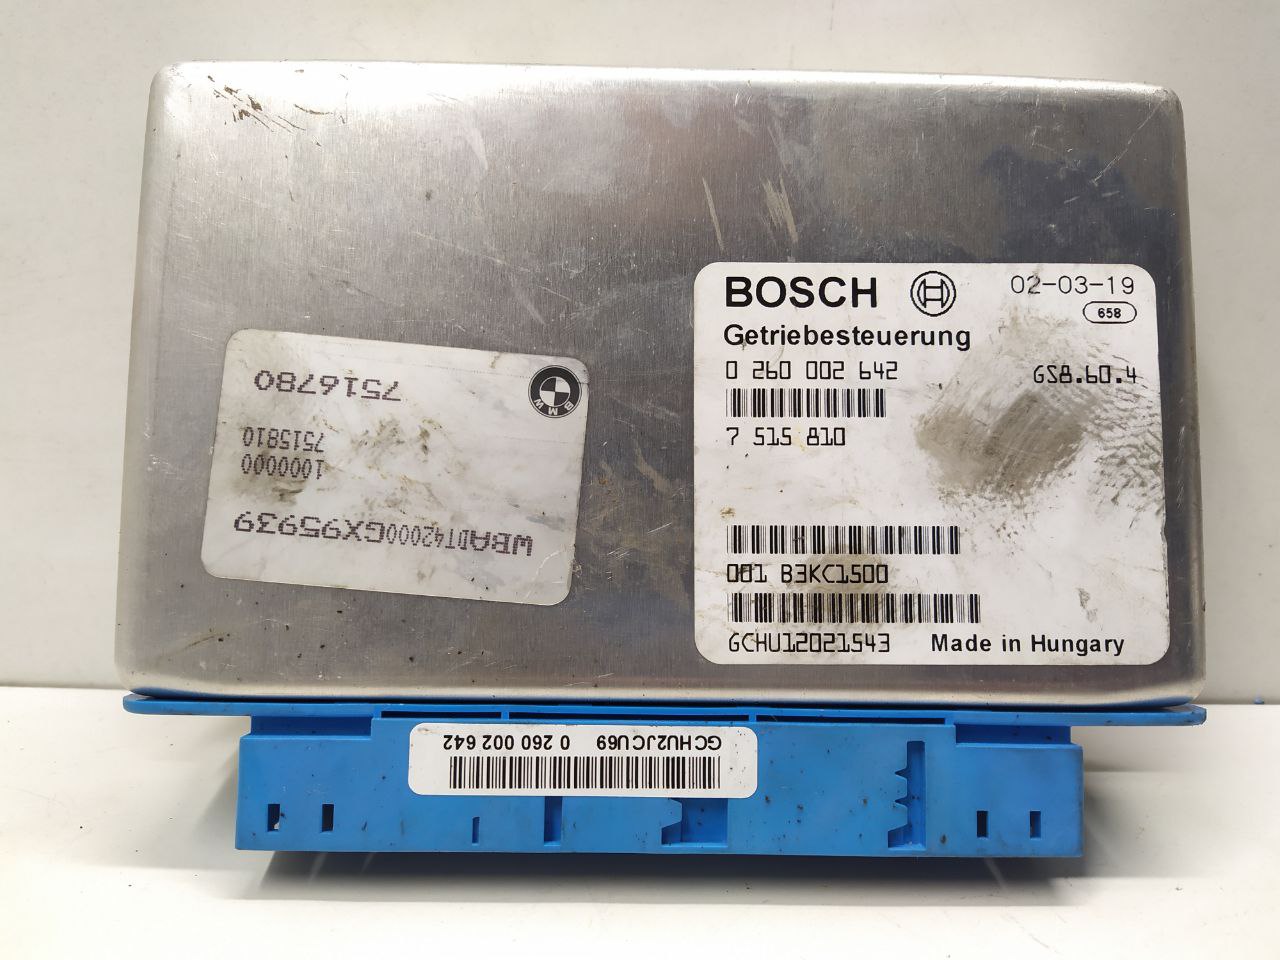 BOSCH
02-03-19
658
Getriebesteuerung
0 260 002 642
GS8.60.4
7 515 810
001 B3KC1500
GCHU12021543
Made in Hungary
BMW
7516780
7515810
1000000
WBADT42000GX95939
GCHU2JCU69 0 260 002 642